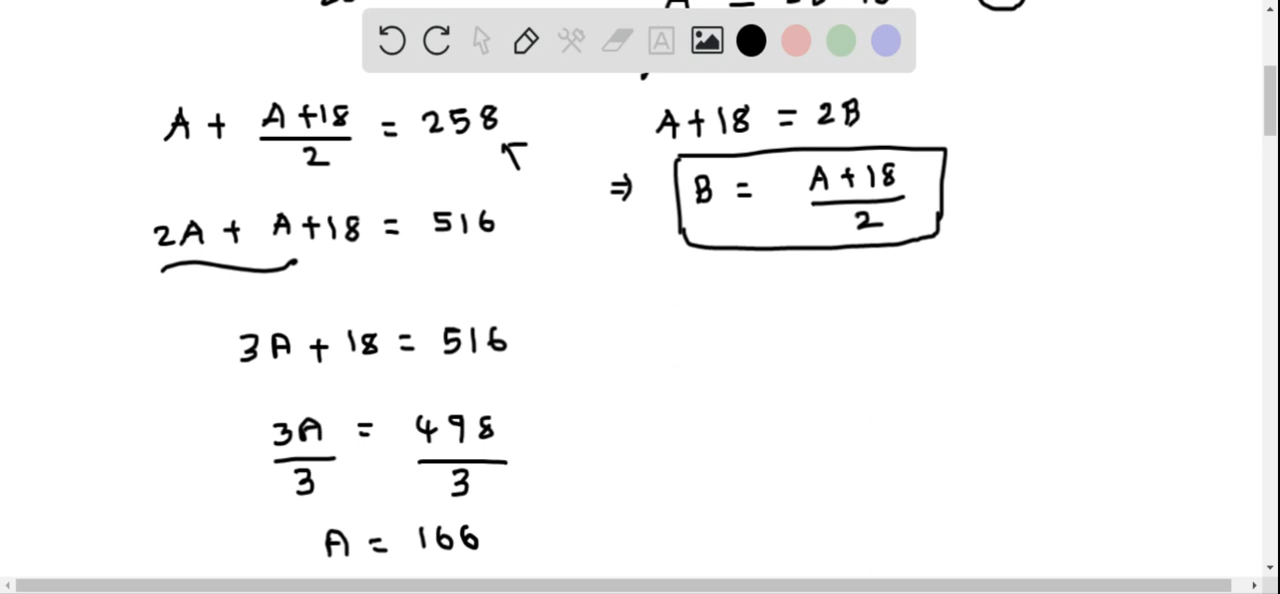 A + (A+18)/2 = 258
2A + A+18 = 516
3A + 18 = 516
3A/3 = 498/3
A = 166
A+18 = 2B
⇒ B = (A+18)/2